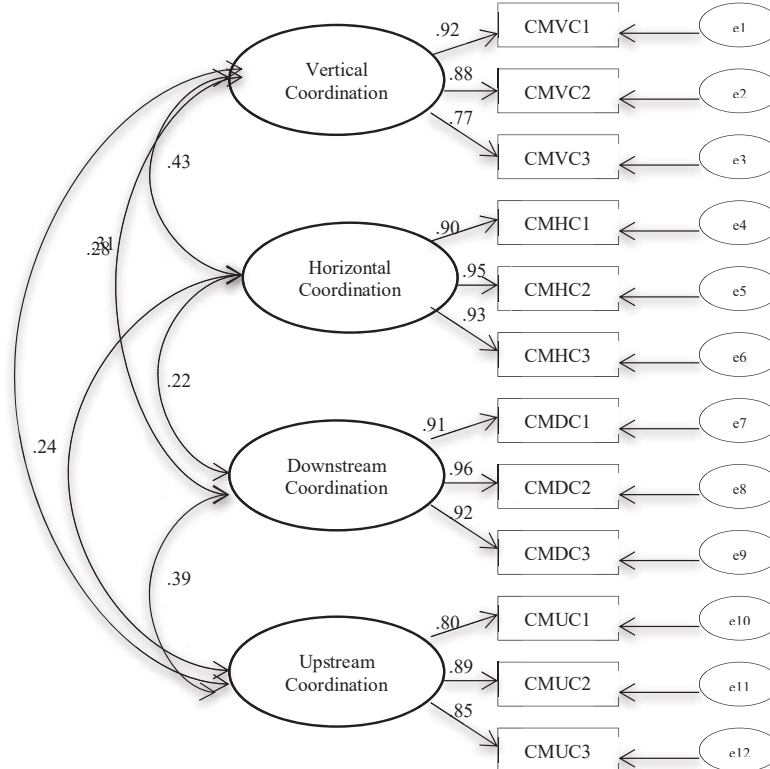 .92
CMVC1
e1
Vertical
Coordination
.88
CMVC2
e2
.77
CMVC3
e3
.43
.90
CMHC1
e4
.28
.31
Horizontal
Coordination
.95
CMHC2
e5
.93
CMHC3
e6
.22
.91
CMDC1
e7
.24
Downstream
Coordination
.96
CMDC2
e8
.92
CMDC3
e9
.39
.80
CMUC1
e10
Upstream
Coordination
.89
CMUC2
e11
.85
CMUC3
e12